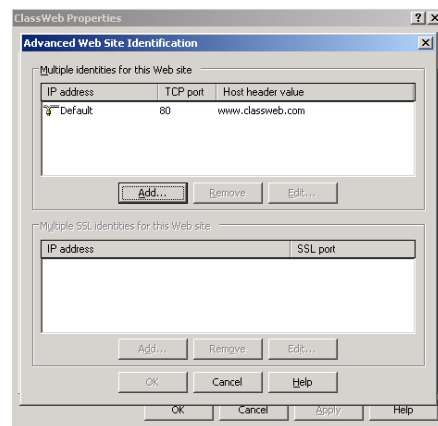 ClassWeb Properties
Advanced Web Site Identification
Multiple identities for this Web site
IP address TCP port Host header value
Default 80 www.classweb.com
Add... Remove Edit...
Multiple SSL identities for this Web site
IP address SSL port
Add... Remove Edit...
OK Cancel Help
OK Cancel Apply Help